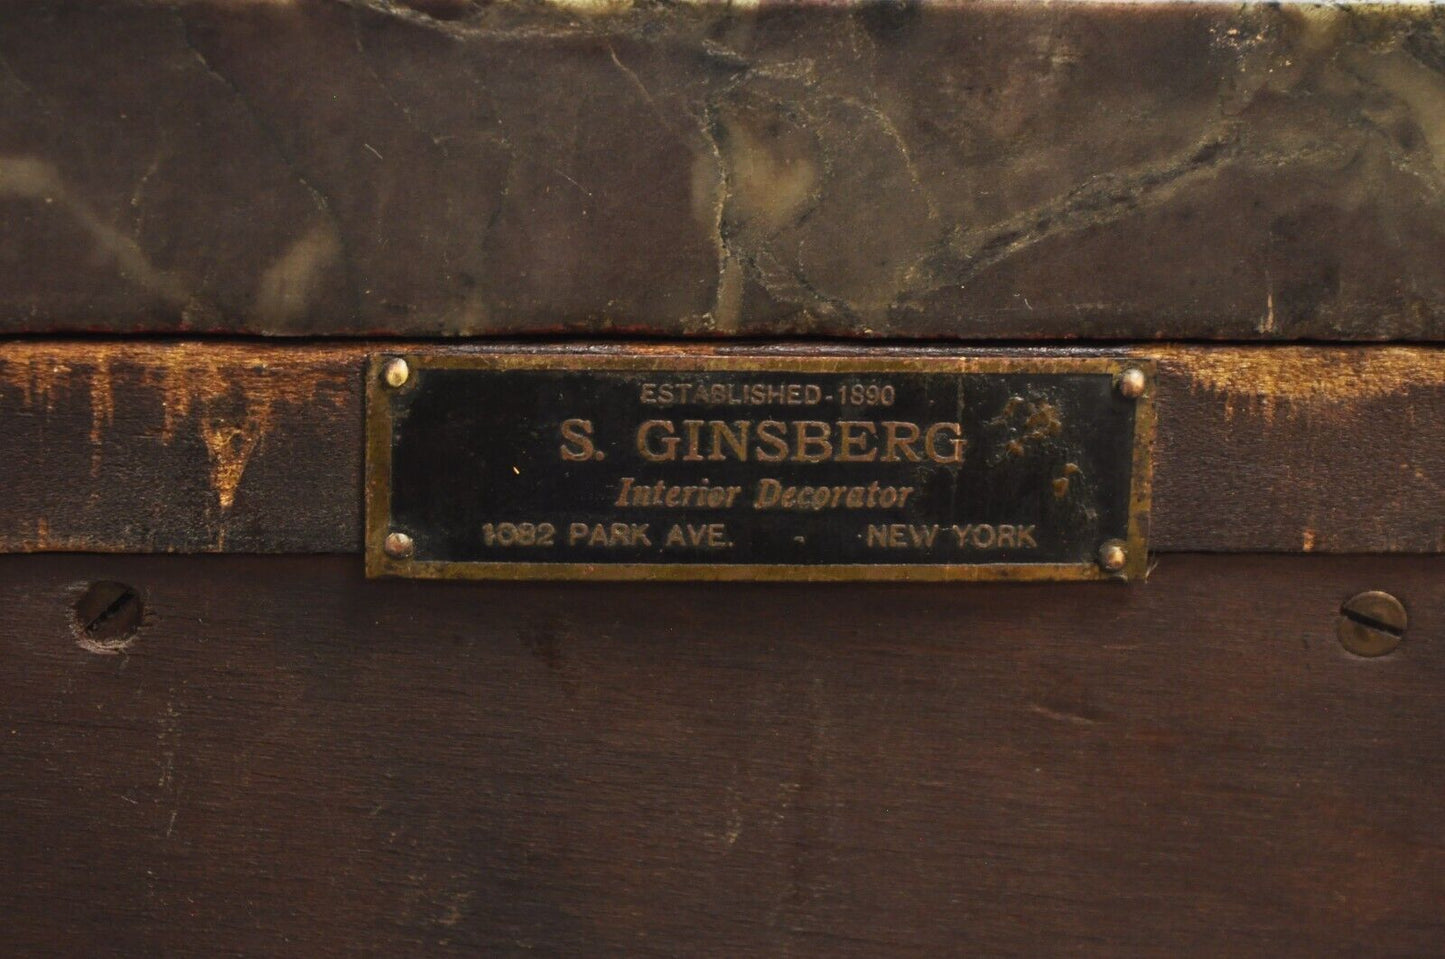 ESTABLISHED - 1890
S. GINSBERG
Interior Decorator
1082 PARK AVE. - NEW YORK